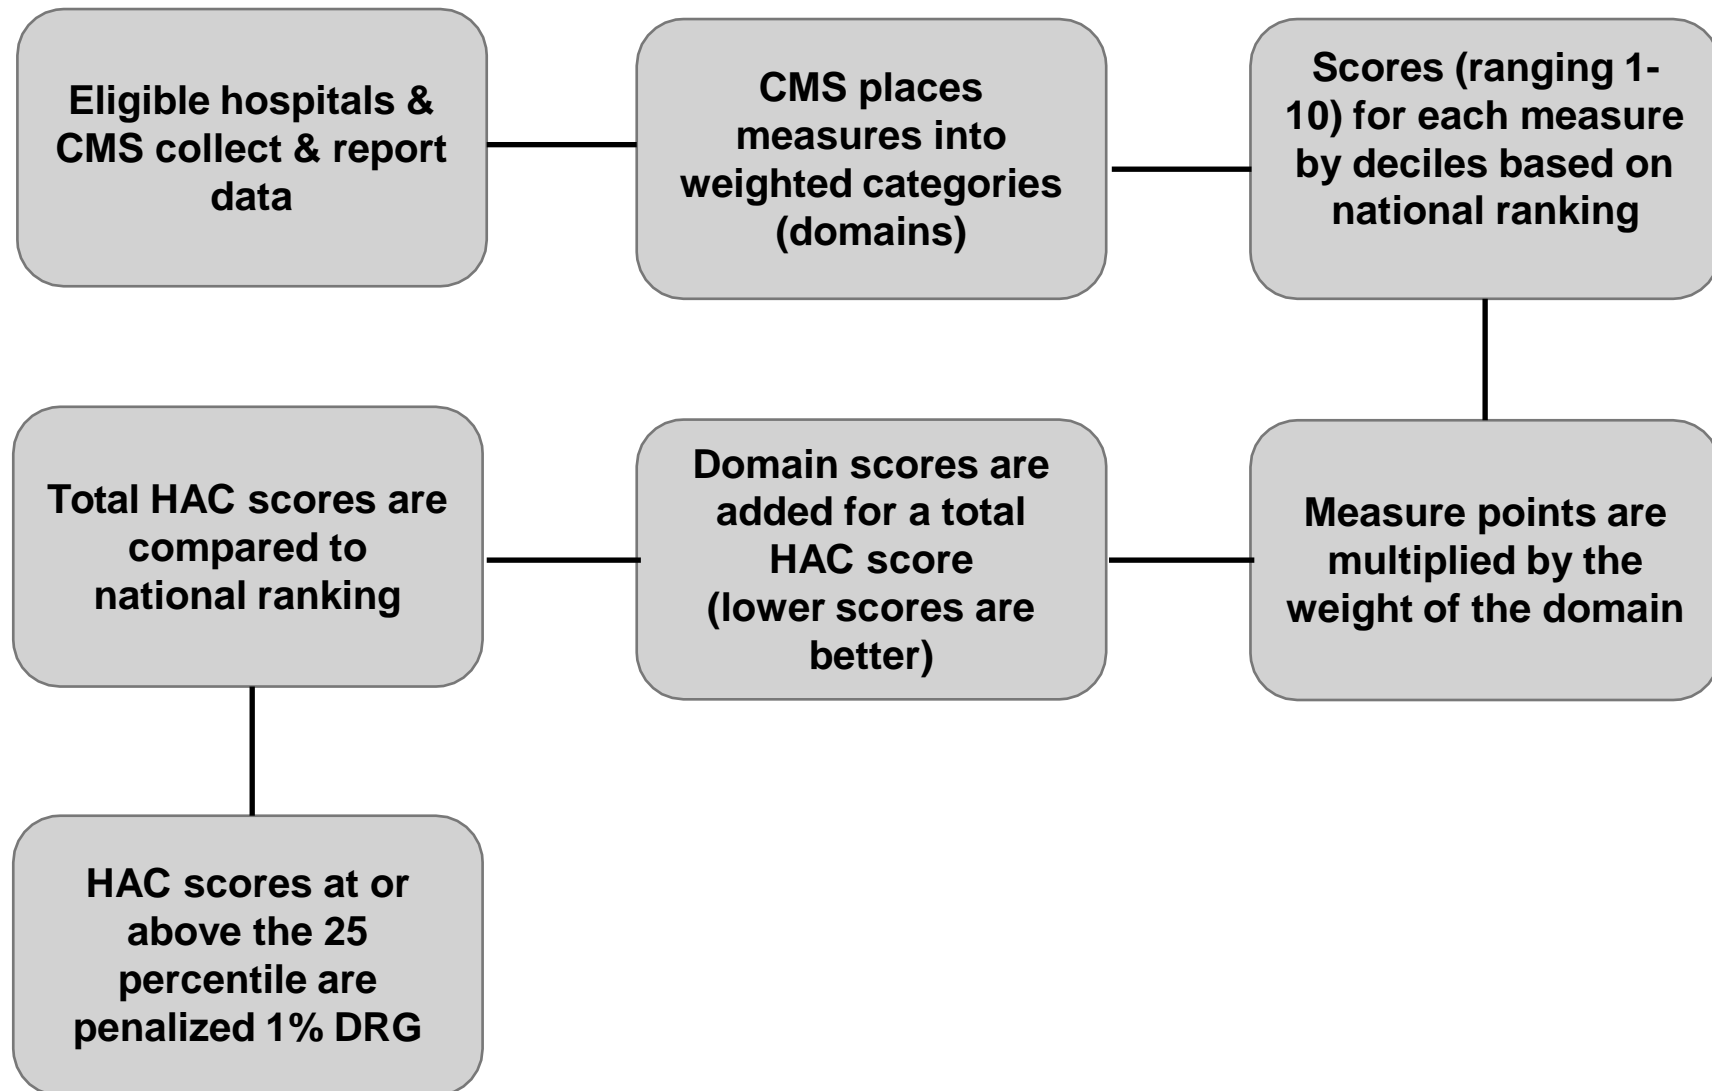 Eligible hospitals &
CMS collect & report
data
CMS places
measures into
weighted categories
(domains)
Scores (ranging 1-
10) for each measure
by deciles based on
national ranking
Measure points are
multiplied by the
weight of the domain
Domain scores are
added for a total
HAC score
(lower scores are
better)
Total HAC scores are
compared to
national ranking
HAC scores at or
above the 25
percentile are
penalized 1% DRG